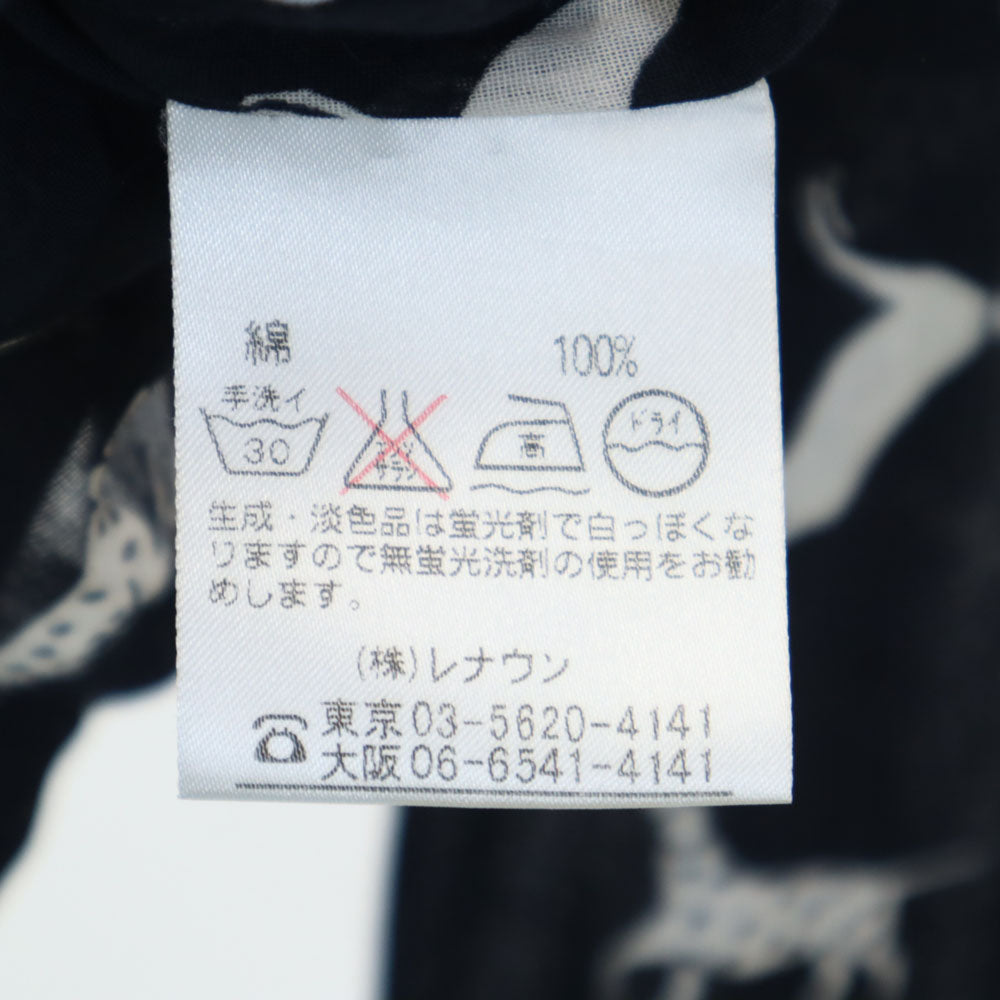 綿 100%
手洗イ
30
エンソ
サラシ
高
ドライ
生成・淡色品は蛍光剤で白っぽくな
りますので無蛍光洗剤の使用をお勧
めします。
(株)レナウン
東京03-5620-4141
大阪06-6541-4141